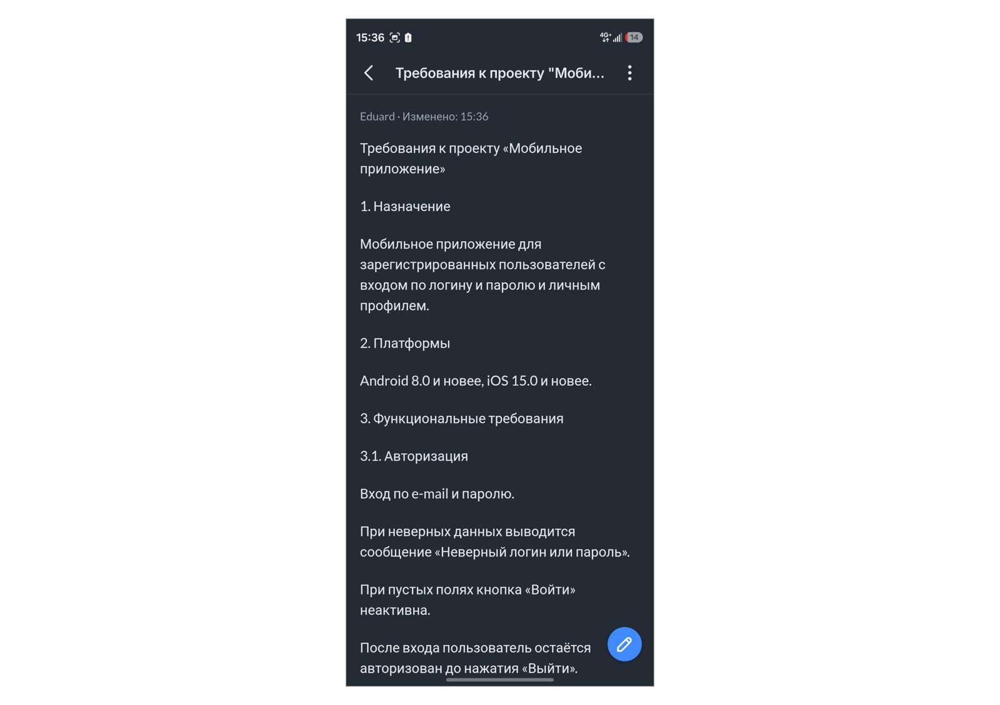 15:36
4G+
14
Требования к проекту "Моби...
Eduard · Изменено: 15:36
Требования к проекту «Мобильное
приложение»
1. Назначение
Мобильное приложение для
зарегистрированных пользователей с
входом по логину и паролю и личным
профилем.
2. Платформы
Android 8.0 и новее, iOS 15.0 и новее.
3. Функциональные требования
3.1. Авторизация
Вход по e-mail и паролю.
При неверных данных выводится
сообщение «Неверный логин или пароль».
При пустых полях кнопка «Войти»
неактивна.
После входа пользователь остаётся
авторизован до нажатия «Выйти».